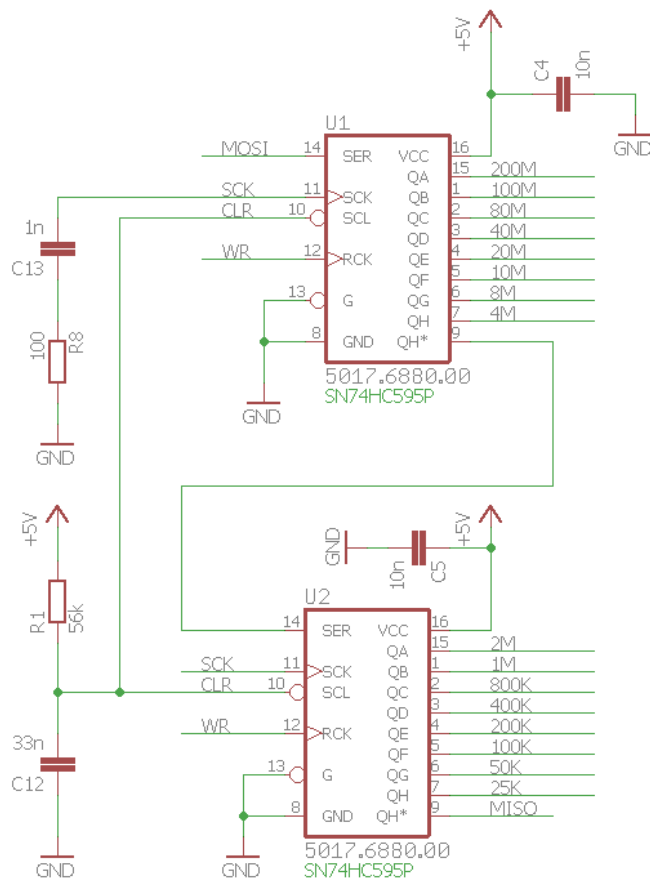 +5V
C4
10n
GND
U1
MOSI
14
SER
VCC
16
QA
15
200M
SCK
11
SCK
QB
1
100M
CLR
10
SCL
QC
2
80M
QD
3
40M
WR
12
RCK
QE
4
20M
QF
5
10M
13
G
QG
6
8M
QH
7
4M
8
GND
QH*
9
5017.6880.00
SN74HC595P
GND
1n
C13
100
R8
GND
+5V
R1
56k
33n
C12
GND
GND
10n
C5
+5V
U2
14
SER
VCC
16
QA
15
2M
SCK
11
SCK
QB
1
1M
CLR
10
SCL
QC
2
800K
QD
3
400K
WR
12
RCK
QE
4
200K
QF
5
100K
13
G
QG
6
50K
QH
7
25K
8
GND
QH*
9
MISO
5017.6880.00
SN74HC595P
GND